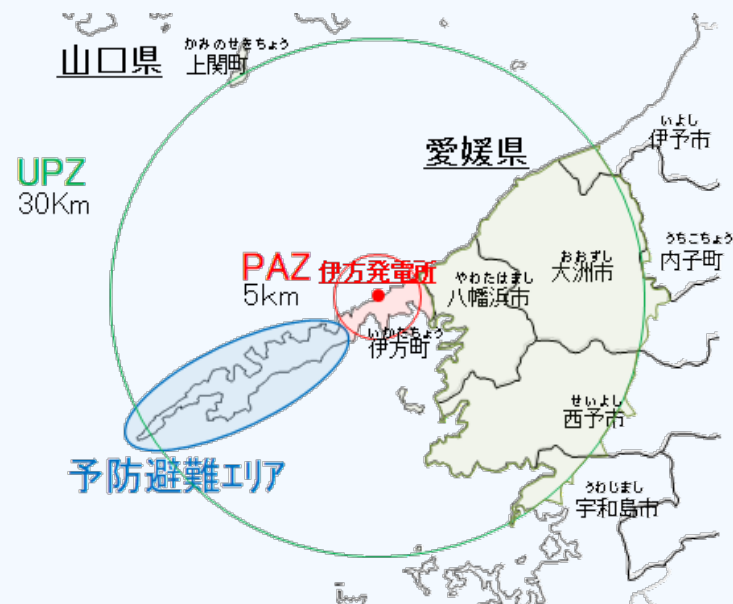 かみのせきちょう
山口県 上関町
いよし
伊予市
愛媛県
UPZ
30Km
うちこちょう
内子町
おおずし
大洲市
PAZ 伊方発電所
5km
やわたはまし
八幡浜市
いかたちょう
伊方町
せいよし
西予市
予防避難エリア
うわじまし
宇和島市